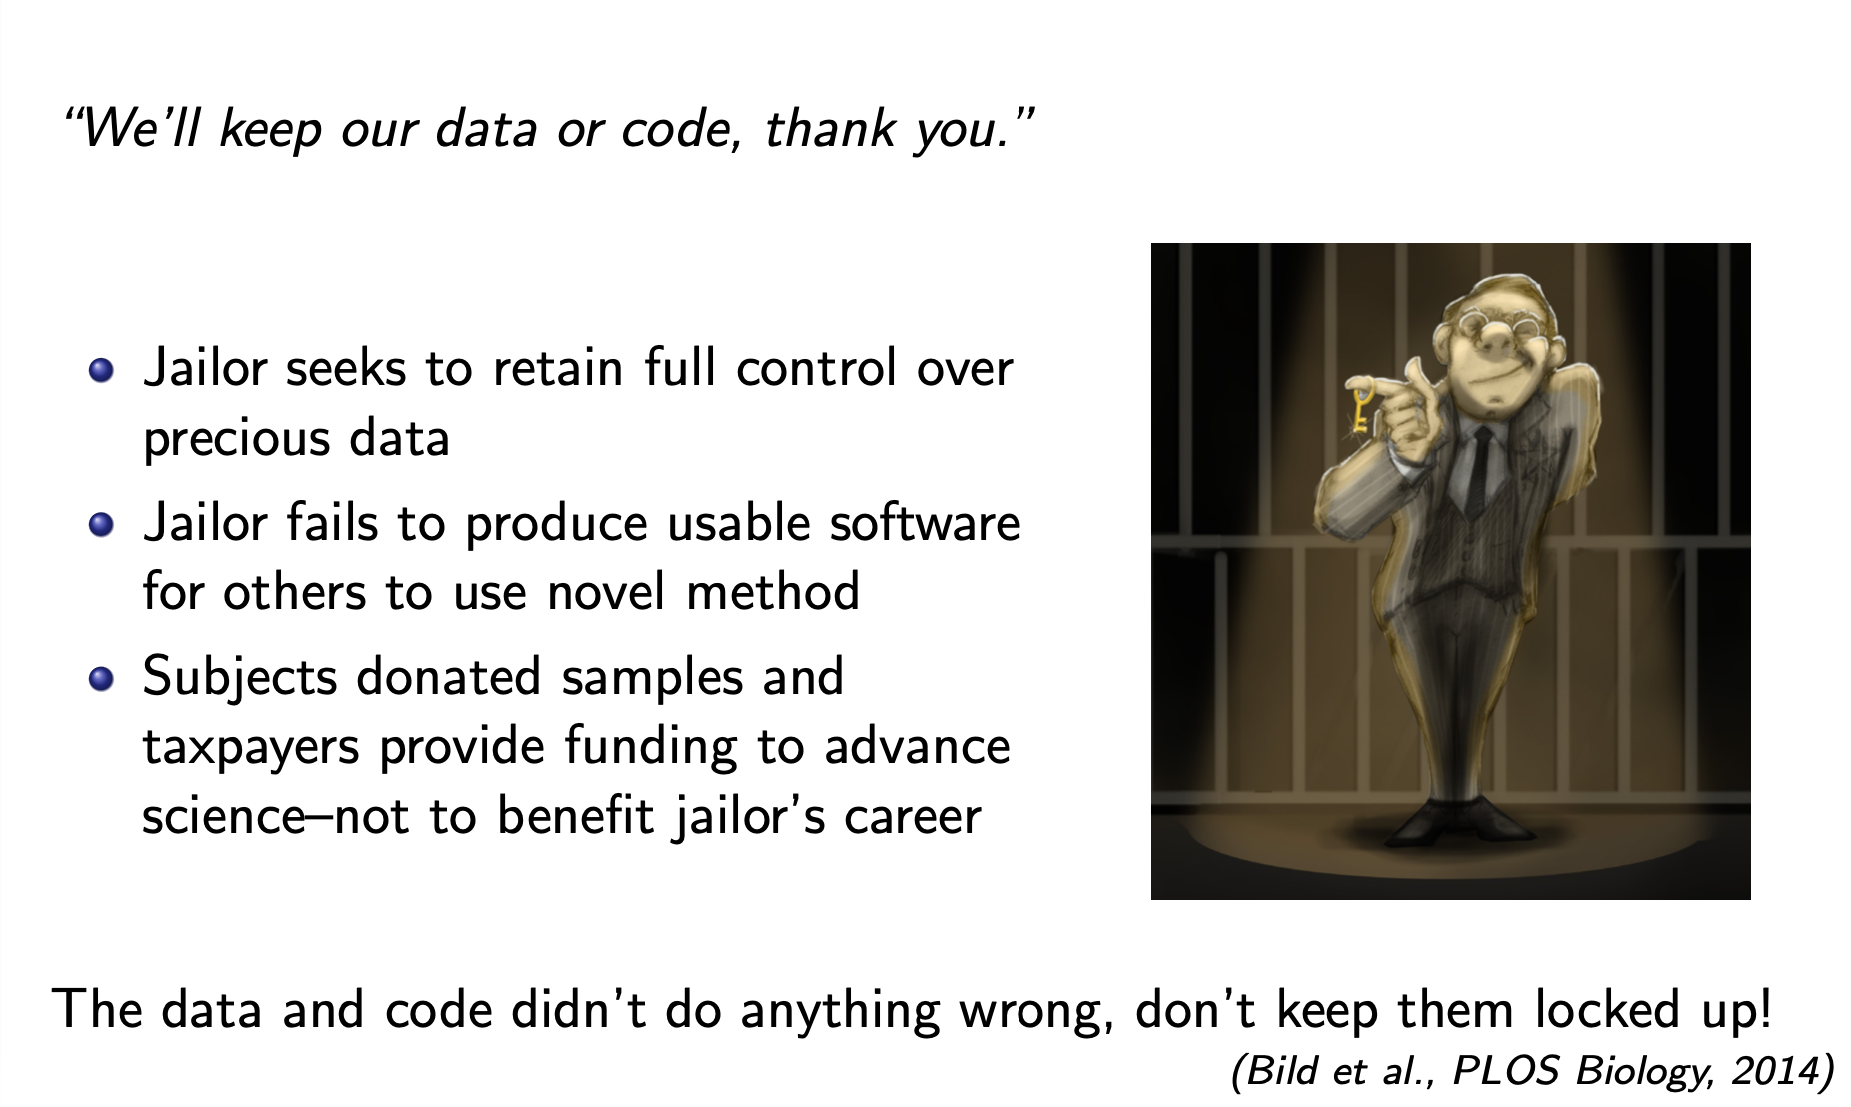 “We’ll keep our data or code, thank you.”
Jailor seeks to retain full control over
precious data
Jailor fails to produce usable software
for others to use novel method
Subjects donated samples and
taxpayers provide funding to advance
science–not to benefit jailor’s career
The data and code didn’t do anything wrong, don’t keep them locked up!
(Bild et al., PLOS Biology, 2014)